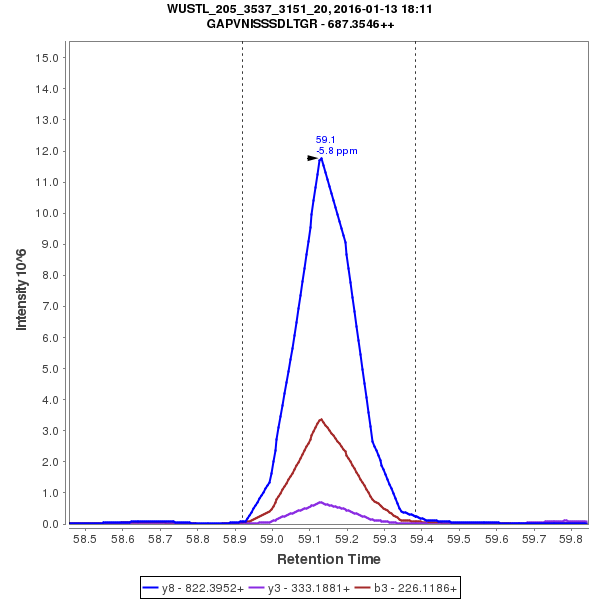 WUSTL_205_3537_3151_20, 2016-01-13 18:11
GAPVNISSSDLTGR - 687.3546++
15.0
14.0
13.0
12.0
11.0
10.0
9.0
8.0
7.0
6.0
5.0
4.0
3.0
2.0
1.0
0.0
Intensity 10^6
59.1
-5.8 ppm
58.5 58.6 58.7 58.8 58.9 59.0 59.1 59.2 59.3 59.4 59.5 59.6 59.7 59.8
Retention Time
y8 - 822.3952+ y3 - 333.1881+ b3 - 226.1186+